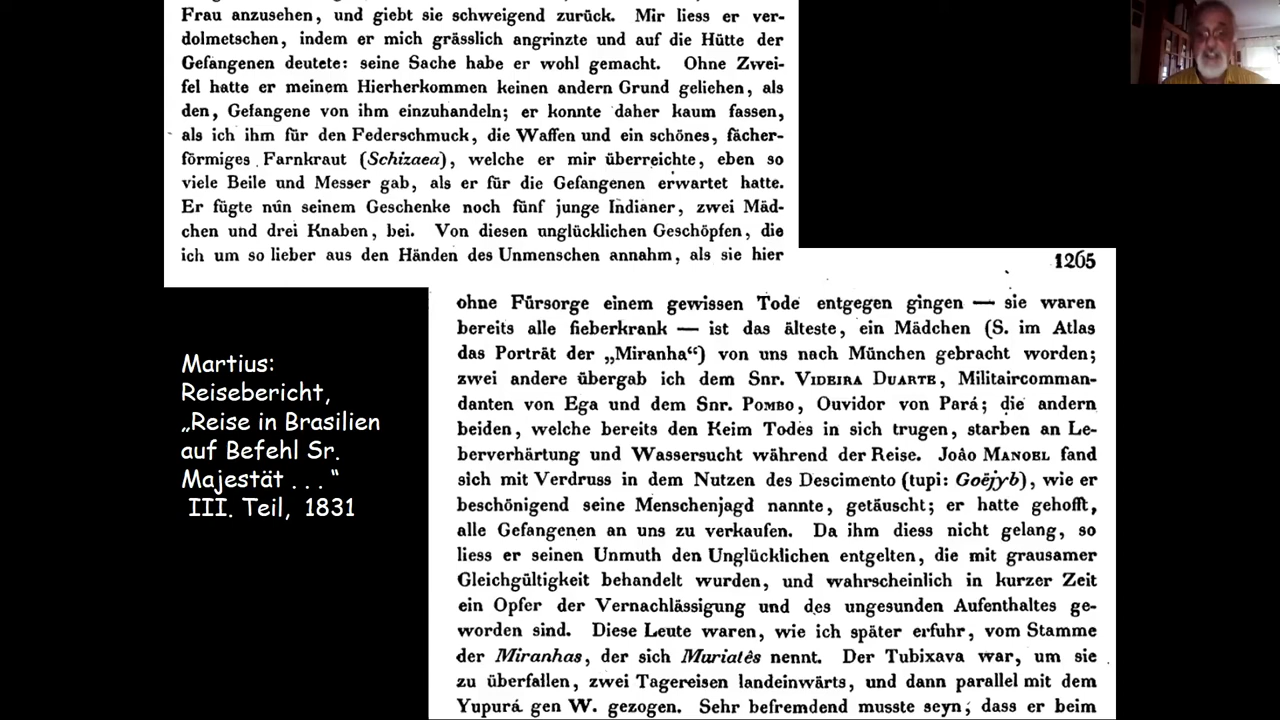 Frau anzusehen, und giebt sie schweigend zurück. Mir liess er ver-
dolmetschen, indem er mich grässlich angrinzte und auf die Hütte der
Gefangenen deutete: seine Sache habe er wohl gemacht. Ohne Zwei-
fel hatte er meinem Hierherkommen keinen andern Grund geliehen, als
den, Gefangene von ihm einzuhandeln; er konnte daher kaum fassen,
als ich ihm für den Federschmuck, die Waffen und ein schönes, fächer-
förmiges Farnkraut (Schizaea), welche er mir überreichte, eben so
viele Beile und Messer gab, als er für die Gefangenen erwartet hatte.
Er fügte nun seinem Geschenke noch fünf junge Indianer, zwei Mäd-
chen und drei Knaben, bei. Von diesen unglücklichen Geschöpfen, die
ich um so lieber aus den Händen des Unmenschen annahm, als sie hier
1265
ohne Fürsorge einem gewissen Tode entgegen gingen — sie waren
bereits alle fieberkrank — ist das älteste, ein Mädchen (S. im Atlas
das Porträt der „Miranha“) von uns nach München gebracht worden;
zwei andere übergab ich dem Snr. VIDEIRA DUARTE, Militaircomman-
danten von Ega und dem Snr. POMBO, Ouvidor von Pará; die andern
beiden, welche bereits den Keim Todes in sich trugen, starben an Le-
berverhärtung und Wassersucht während der Reise. João MANOEL fand
sich mit Verdruss in dem Nutzen des Descimento (tupi: Goëjyb), wie er
beschönigend seine Menschenjagd nannte, getäuscht; er hatte gehofft,
alle Gefangenen an uns zu verkaufen. Da ihm diess nicht gelang, so
liess er seinen Unmuth den Unglücklichen entgelten, die mit grausamer
Gleichgültigkeit behandelt wurden, und wahrscheinlich in kurzer Zeit
ein Opfer der Vernachlässigung und des ungesunden Aufenthaltes ge-
worden sind. Diese Leute waren, wie ich später erfuhr, vom Stamme
der Miranhas, der sich Muriatês nennt. Der Tubixava war, um sie
zu überfallen, zwei Tagereisen landeinwärts, und dann parallel mit dem
Yupurá gen W. gezogen. Sehr befremdend musste seyn, dass er beim
Martius:
Reisebericht,
„Reise in Brasilien
auf Befehl Sr.
Majestät . . . “
III. Teil, 1831